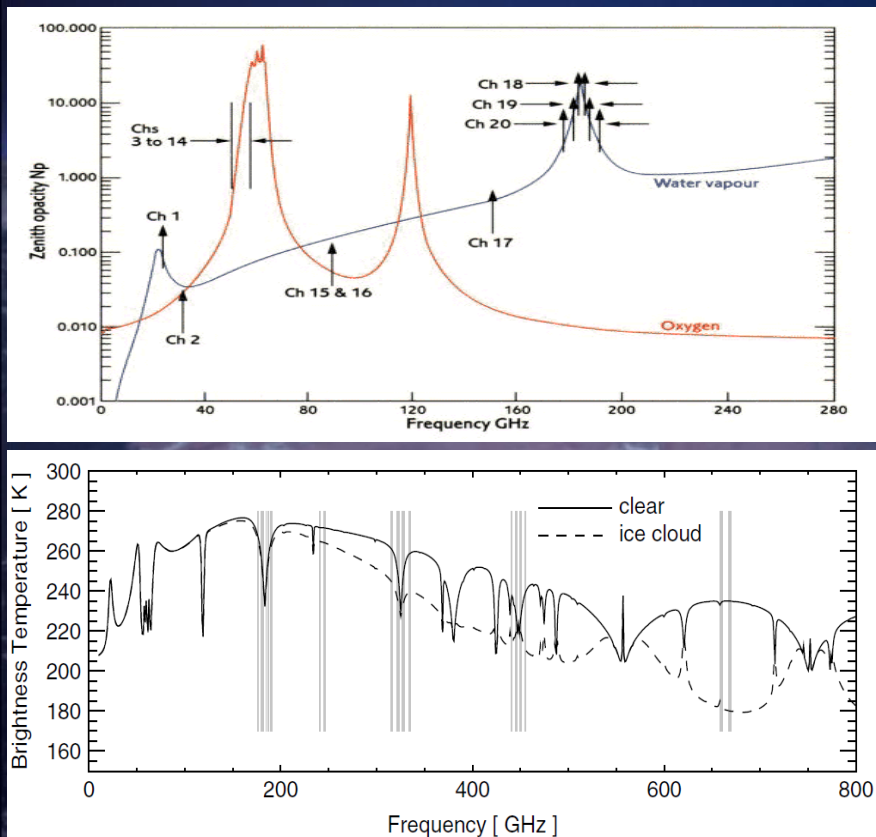 100.000
10.000
1.000
0.100
0.010
0.001
Zenith opacity Np
Chs
3 to 14
Ch 1
Ch 2
Ch 15 & 16
Ch 17
Ch 18
Ch 19
Ch 20
Water vapour
Oxygen
0 40 80 120 160 200 240 280
Frequency GHz
300
280
260
240
220
200
180
160
Brightness Temperature [ K ]
clear
ice cloud
0 200 400 600 800
Frequency [ GHz ]